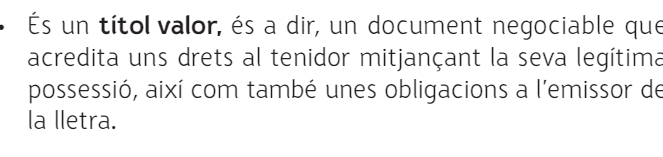 • És un títol valor, és a dir, un document negociable que
acredita uns drets al tenidor mitjançant la seva legítima
possessió, així com també unes obligacions a l'emissor de
la lletra.